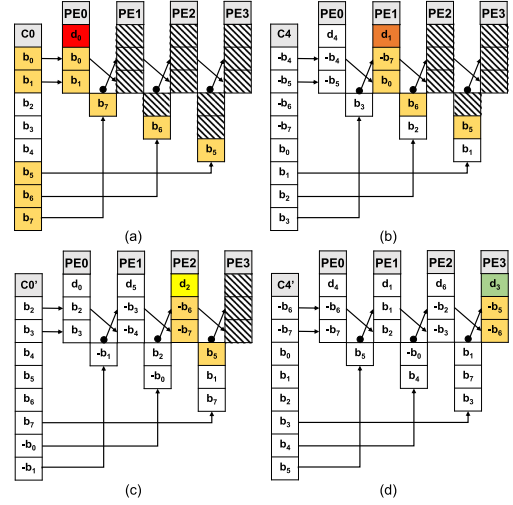 PE0 PE1 PE2 PE3
C0 d0
b0 b0
b1 b1
b2 b7
b3 b6
b4 b5
b5
b6
b7
(a)
PE0 PE1 PE2 PE3
C4 d4 d1
-b4 -b4 -b7
-b5 -b5 b0
-b6 b3 b6
-b7 b2 b5
b0 b1
b1
b2
b3
(b)
PE0 PE1 PE2 PE3
C0' d0 d5 d2
b2 b2 -b3 -b6
b3 b3 -b4 -b7
b4 -b1 b2 b5
b5 -b0 b1
b6 b7
b7
-b0
-b1
(c)
PE0 PE1 PE2 PE3
C4' d4 d1 d6 d3
-b6 -b6 b1 -b2 -b5
-b7 -b7 b2 -b3 -b6
b0 b5 -b0 b1
b1 b4 b7
b2 b3
b3
b4
b5
(d)